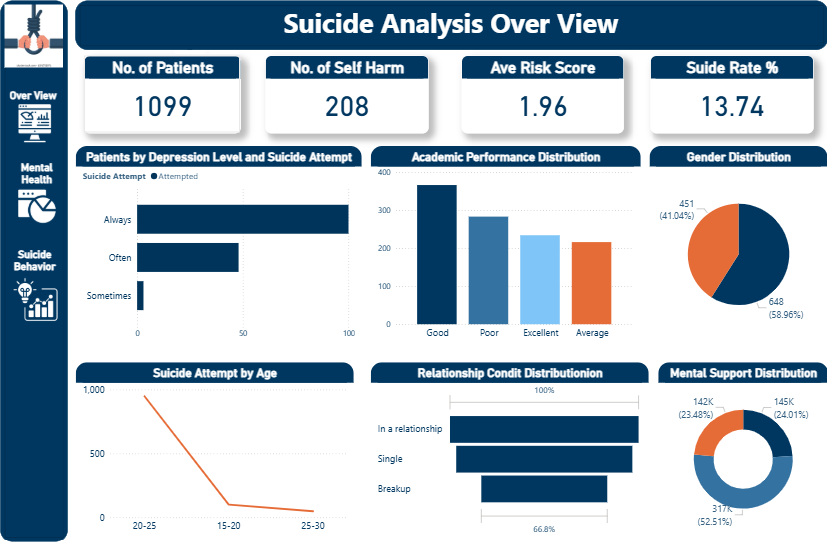 Suicide Analysis Over View
No. of Patients
1099
No. of Self Harm
208
Ave Risk Score
1.96
Suide Rate %
13.74
Over View
Mental
Health
Suicide
Behavior
Patients by Depression Level and Suicide Attempt
Suicide Attempt Attempted
Always
Often
Sometimes
0 50 100
Academic Performance Distribution
400
300
200
100
0
Good Poor Excellent Average
Gender Distribution
451
(41.04%)
648
(58.96%)
Suicide Attempt by Age
1,000
500
0
20-25 15-20 25-30
Relationship Condit Distributionion
100%
In a relationship
Single
Breakup
66.8%
Mental Support Distribution
142K
(23.48%)
145K
(24.01%)
317K
(52.51%)